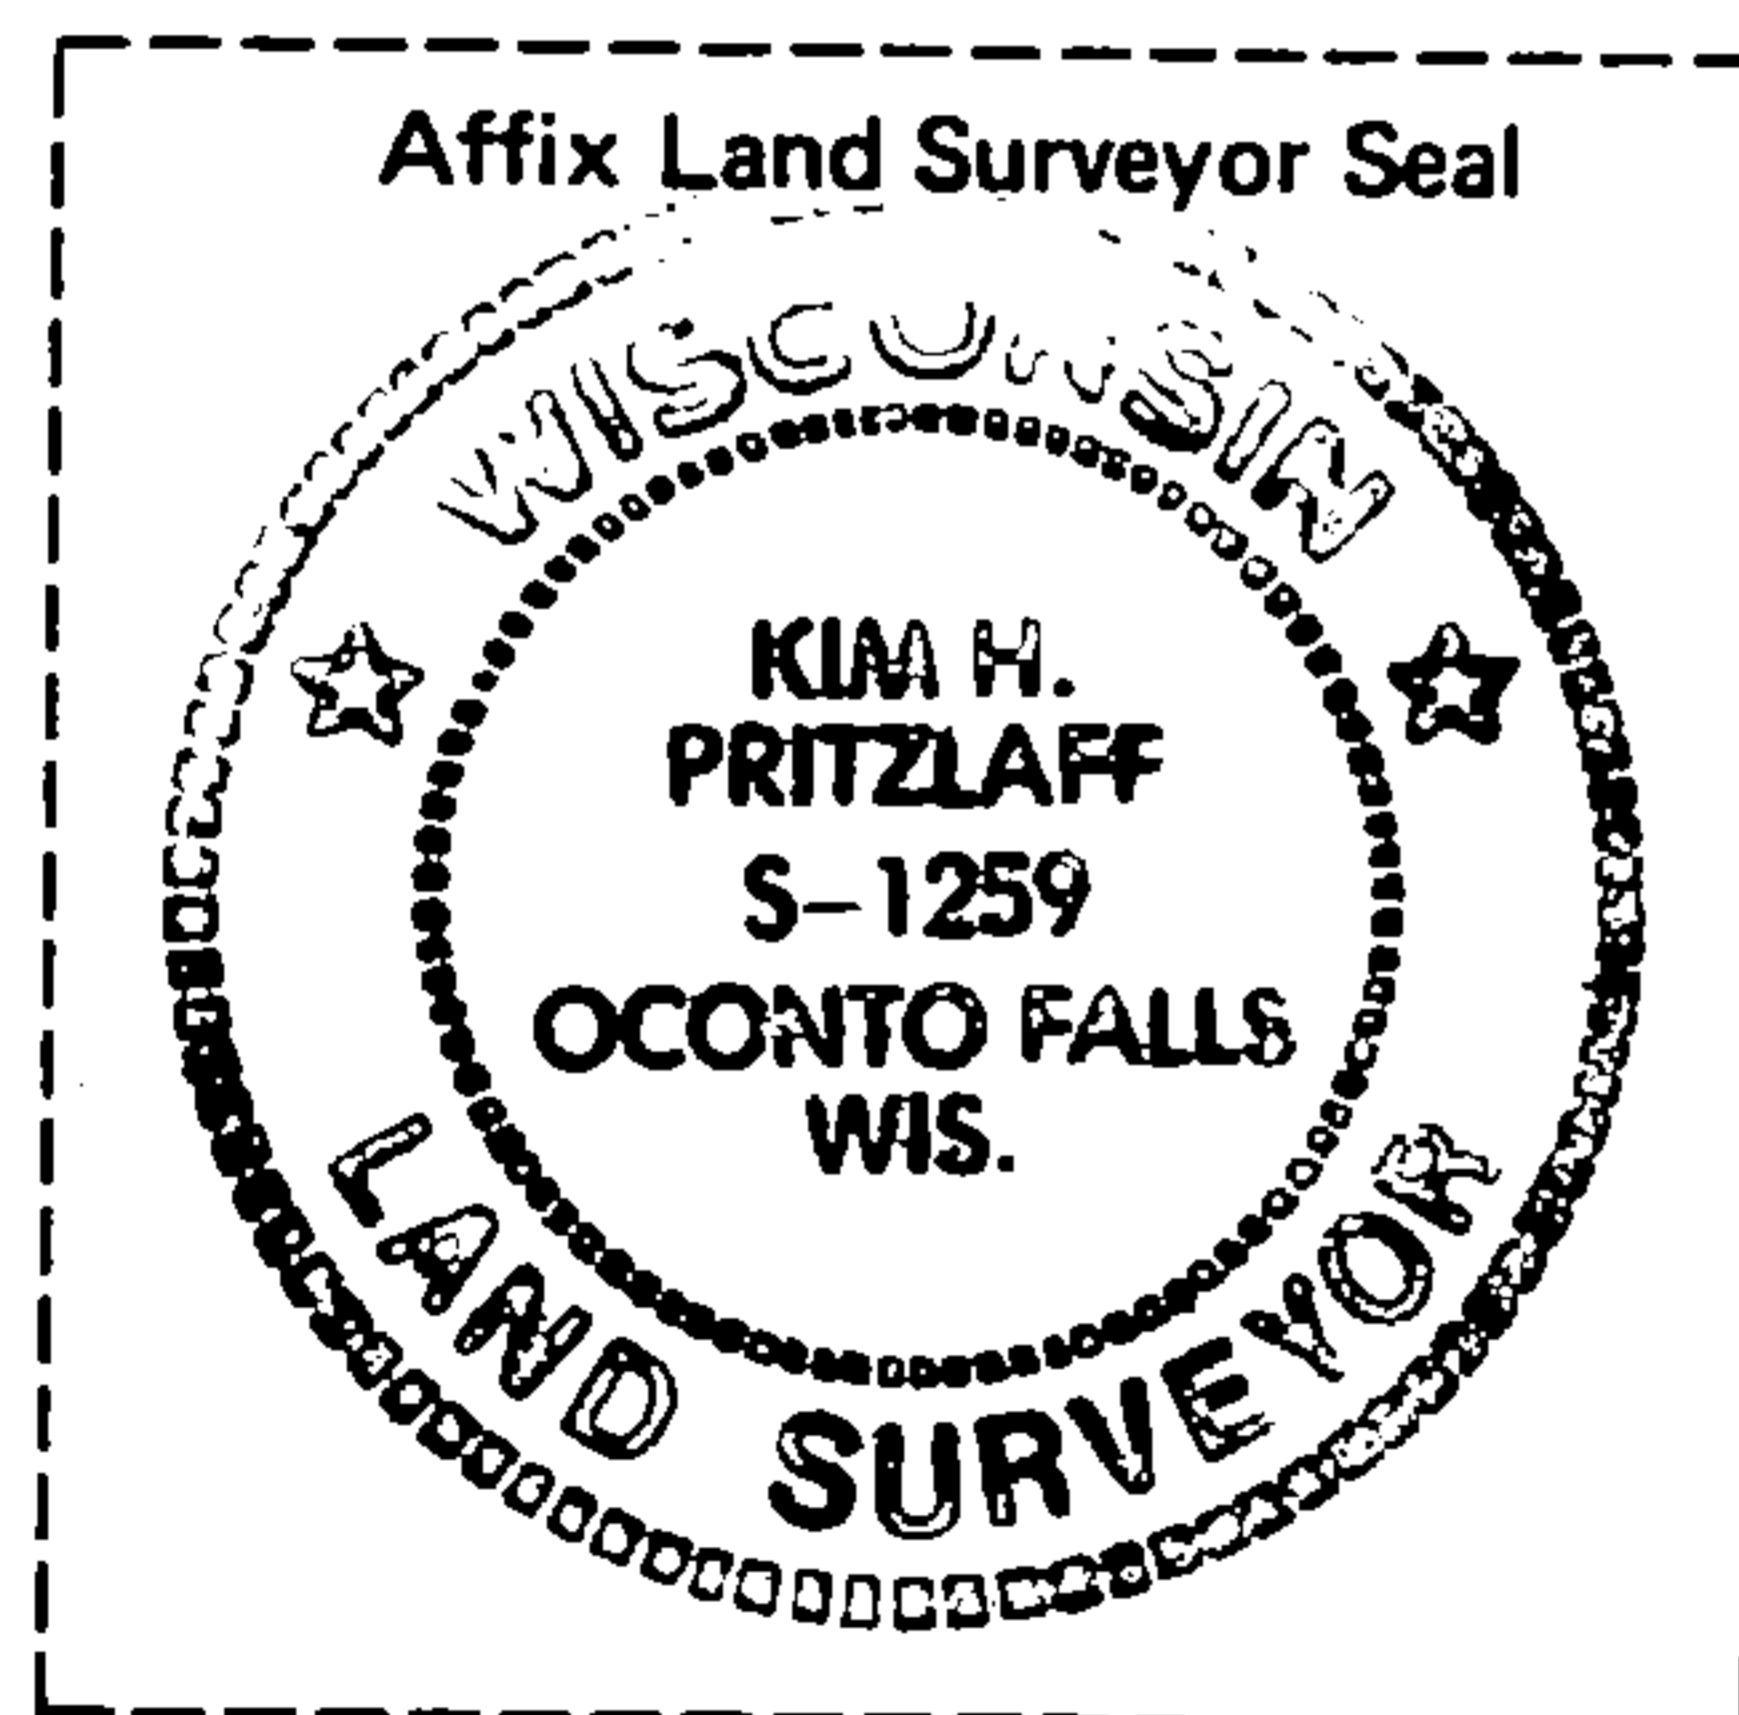 Affix Land Surveyor Seal
WISCONSIN
KIM H.
PRITZLAFF
S-1259
OCONTO FALLS
WIS.
LAND SURVEYOR